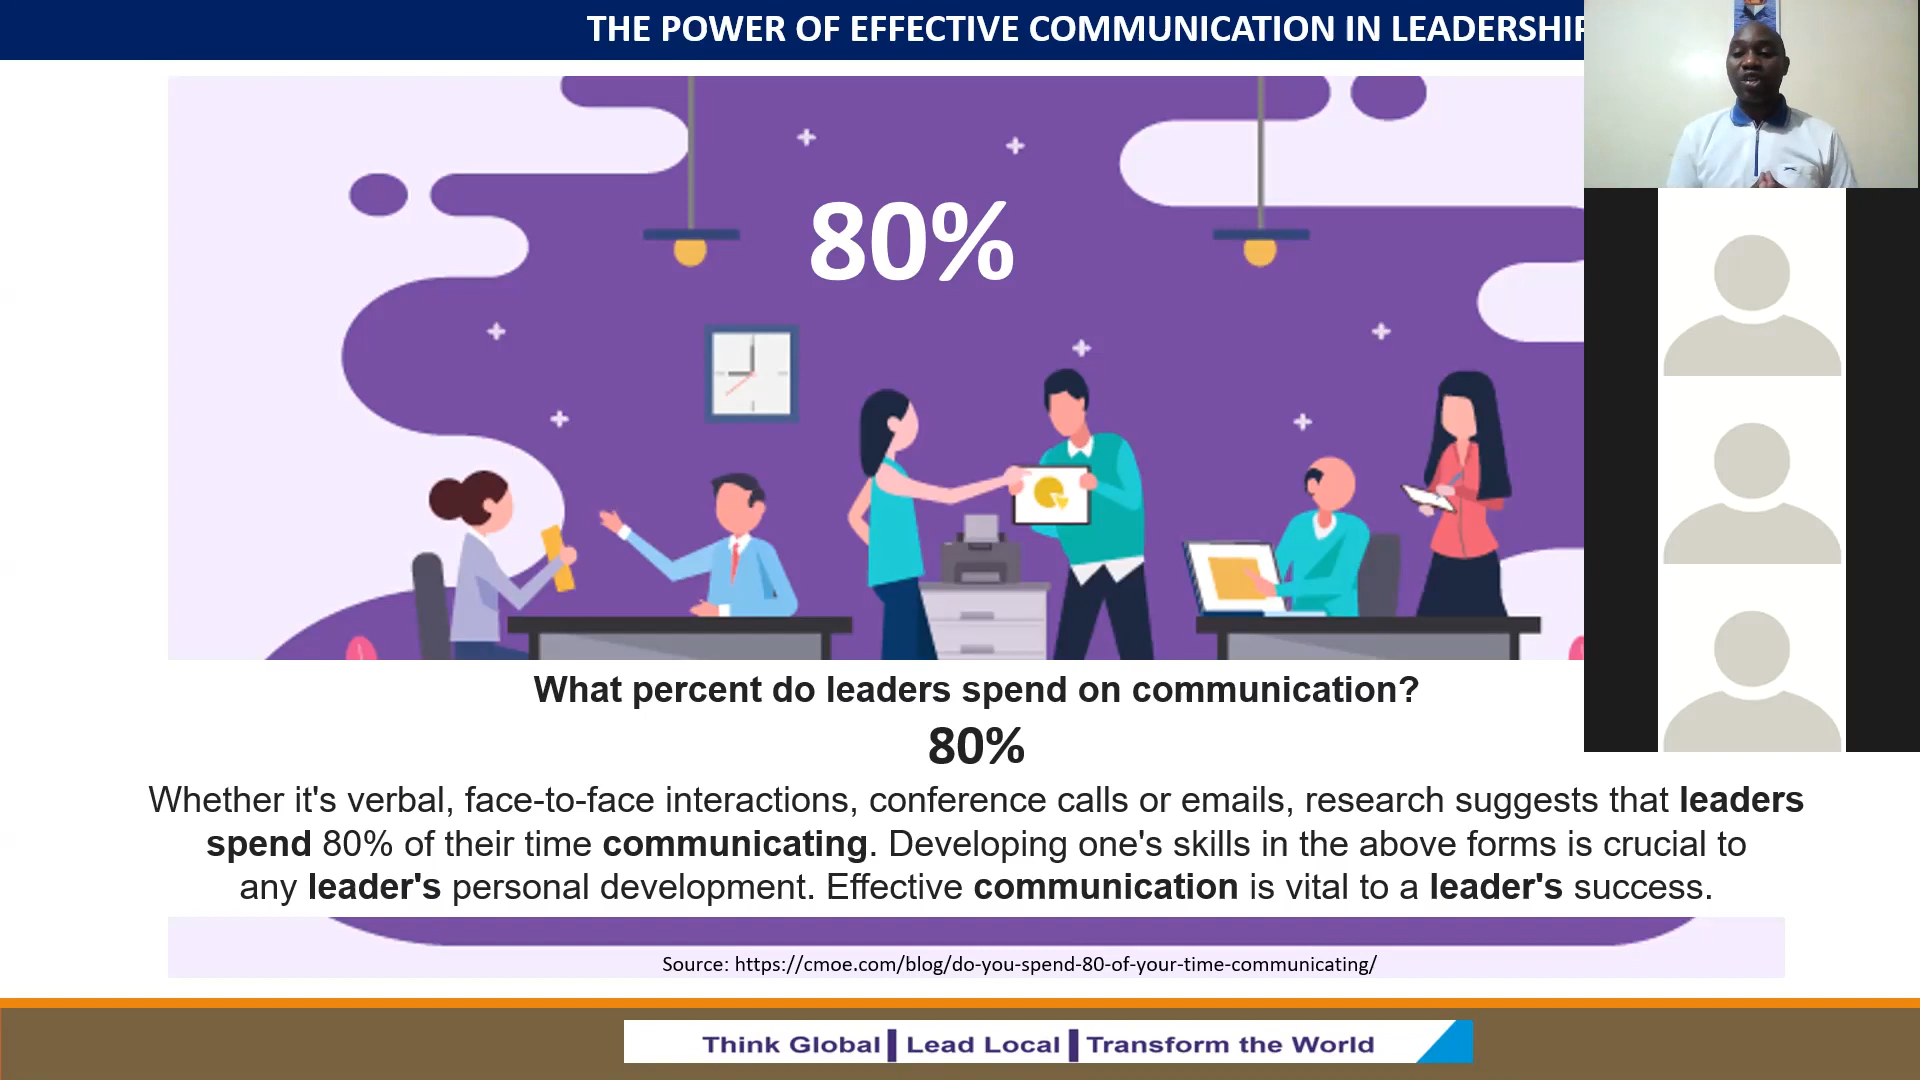 THE POWER OF EFFECTIVE COMMUNICATION IN LEADERSHIP
80%
What percent do leaders spend on communication?
80%
Whether it's verbal, face-to-face interactions, conference calls or emails, research suggests that leaders
spend 80% of their time communicating. Developing one's skills in the above forms is crucial to
any leader's personal development. Effective communication is vital to a leader's success.
Source: https://cmoe.com/blog/do-you-spend-80-of-your-time-communicating/
Think Global Lead Local Transform the World